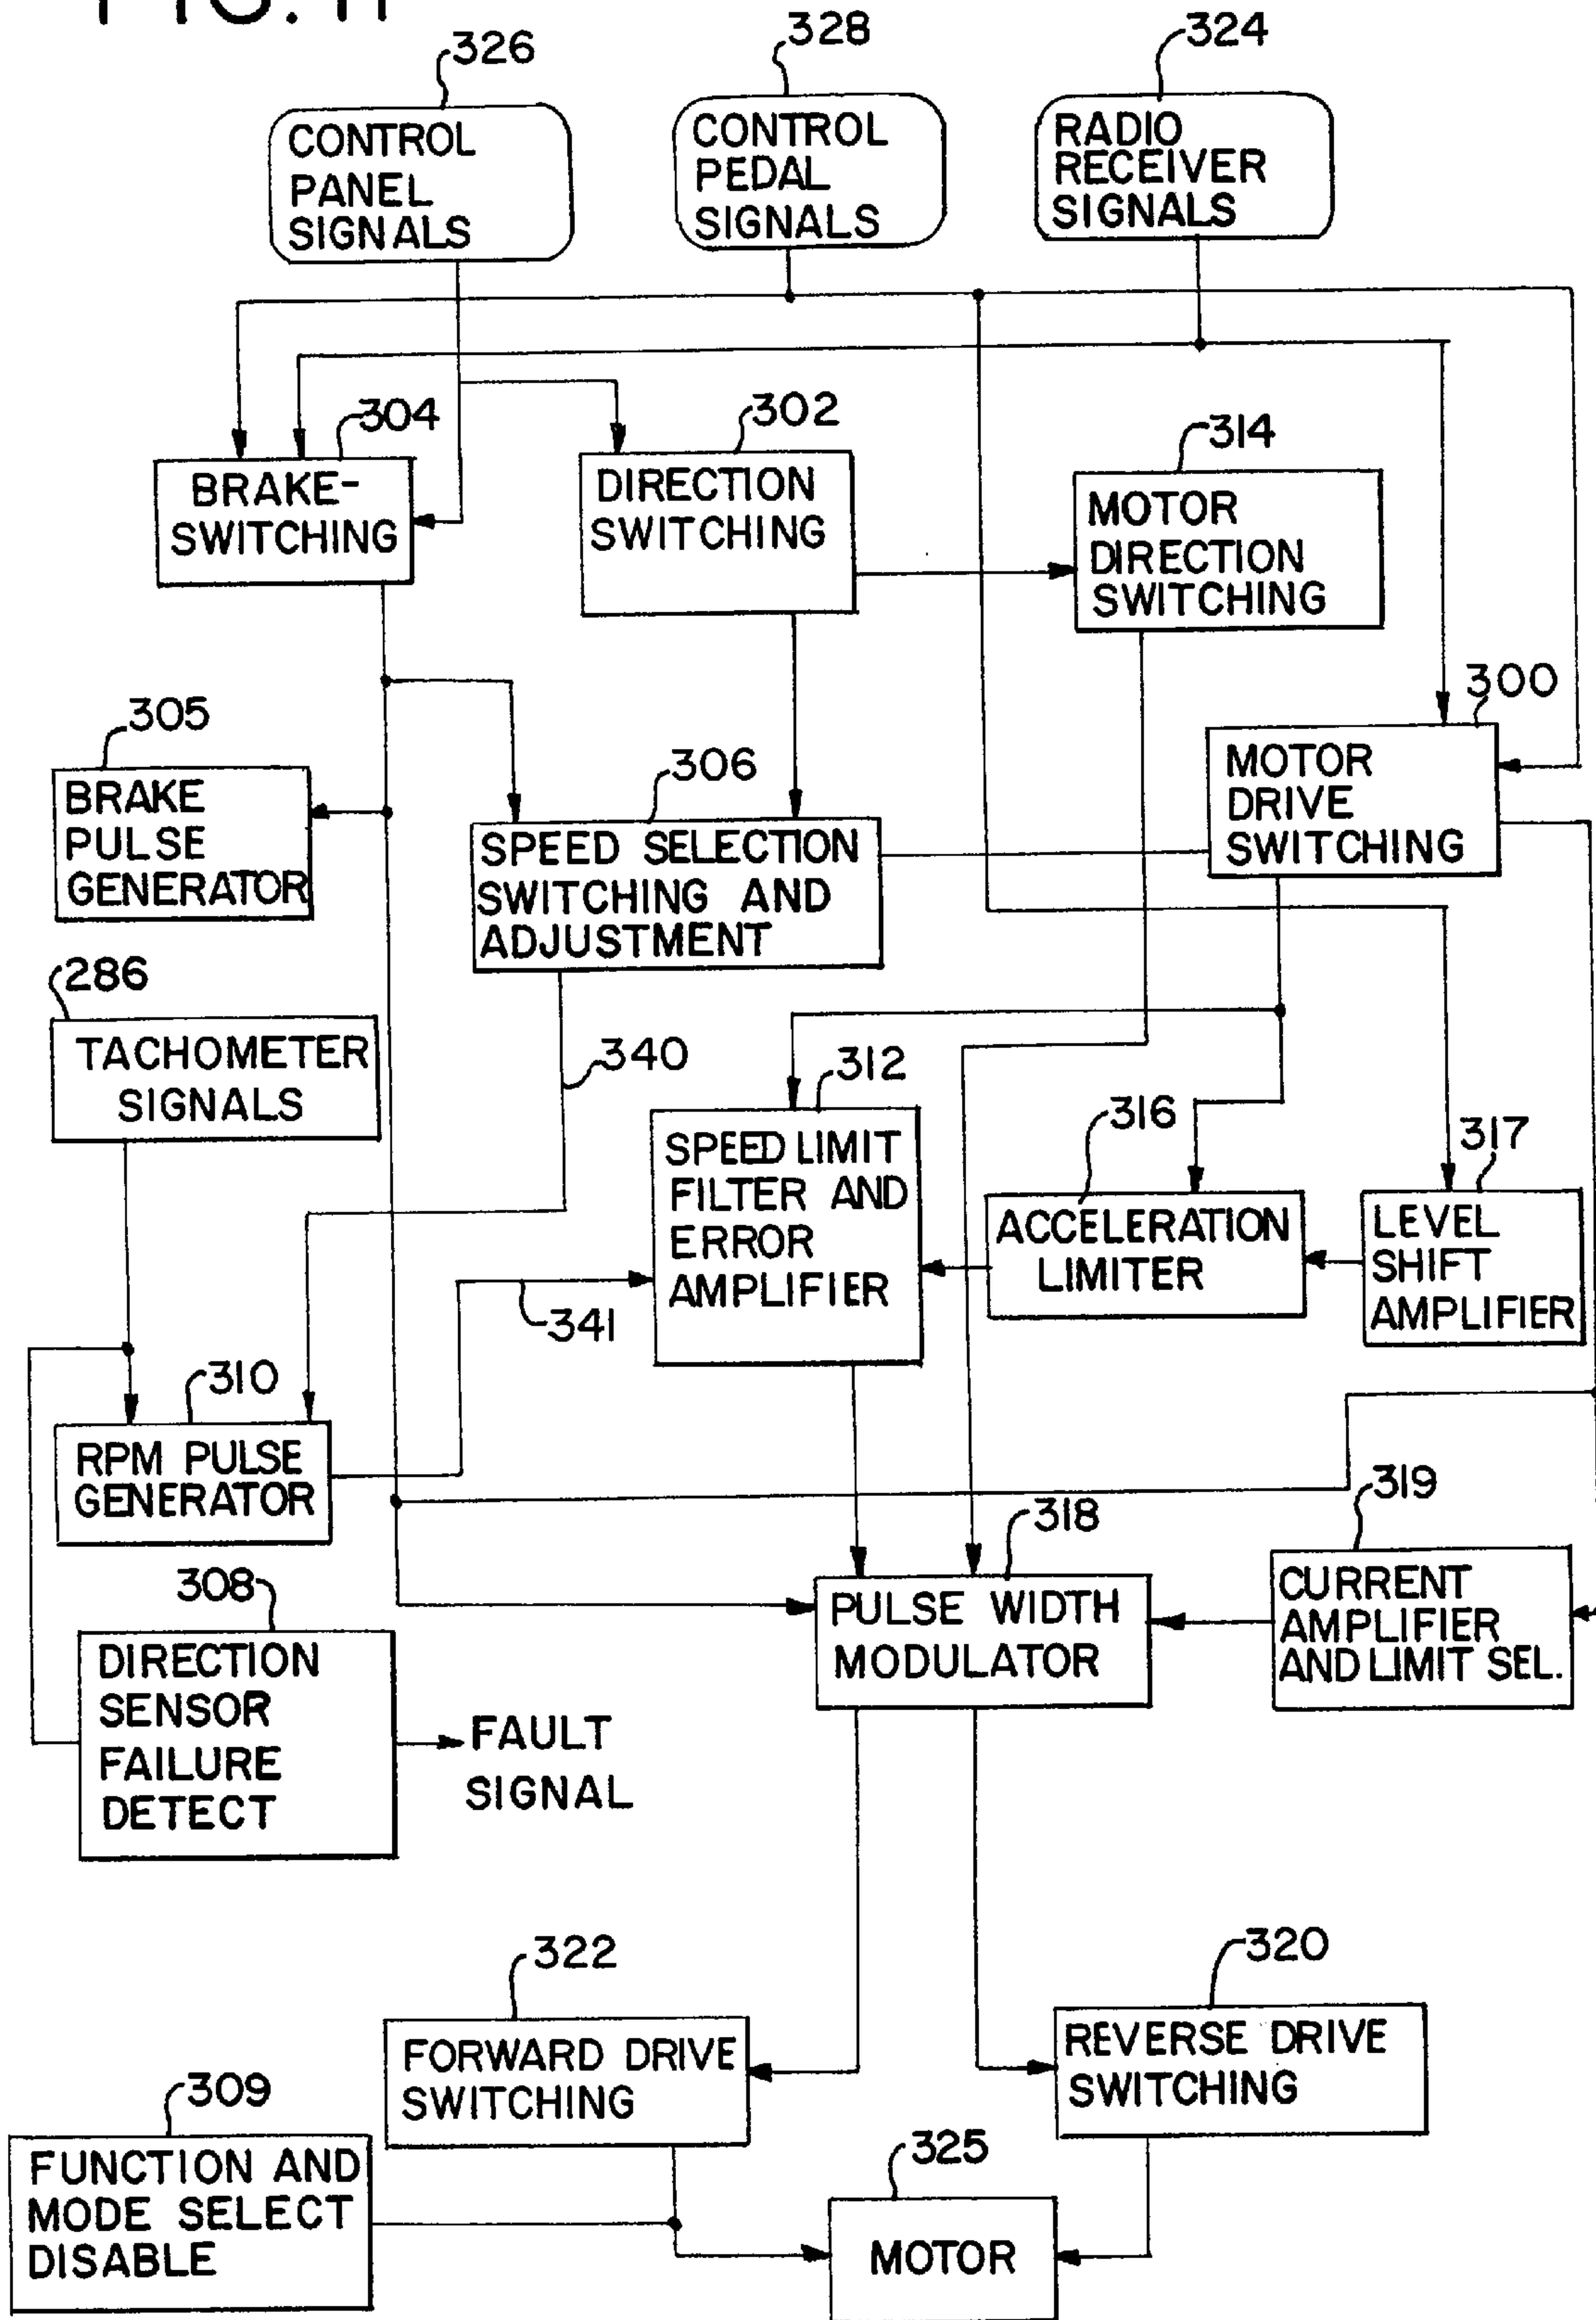 FIG. 11
326
328
324
CONTROL
PANEL
SIGNALS
CONTROL
PEDAL
SIGNALS
RADIO
RECEIVER
SIGNALS
304
302
314
BRAKE-
SWITCHING
DIRECTION
SWITCHING
MOTOR
DIRECTION
SWITCHING
305
306
300
BRAKE
PULSE
GENERATOR
SPEED SELECTION
SWITCHING AND
ADJUSTMENT
MOTOR
DRIVE
SWITCHING
286
TACHOMETER
SIGNALS
340
312
316
317
SPEED LIMIT
FILTER AND
ERROR
AMPLIFIER
ACCELERATION
LIMITER
LEVEL
SHIFT
AMPLIFIER
341
310
RPM PULSE
GENERATOR
318
319
PULSE WIDTH
MODULATOR
CURRENT
AMPLIFIER
AND LIMIT SEL.
308
DIRECTION
SENSOR
FAILURE
DETECT
FAULT
SIGNAL
322
320
FORWARD DRIVE
SWITCHING
REVERSE DRIVE
SWITCHING
309
325
FUNCTION AND
MODE SELECT
DISABLE
MOTOR